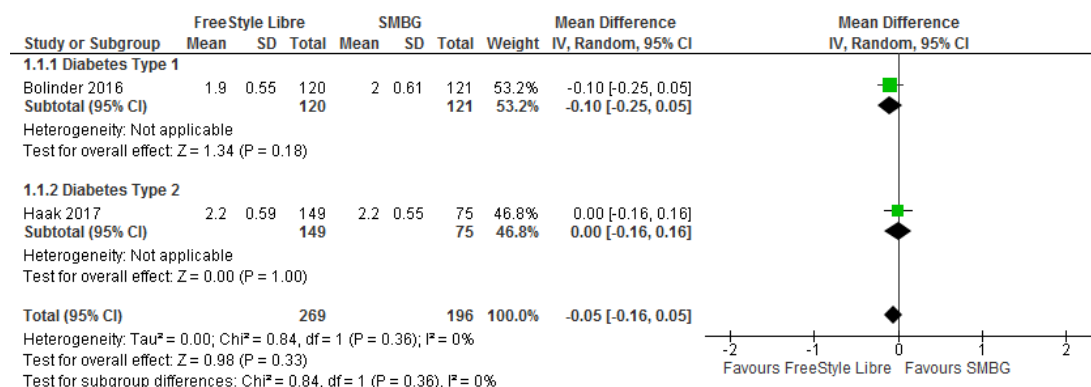 FreeStyle Libre SMBG Mean Difference Mean Difference
Study or Subgroup Mean SD Total Mean SD Total Weight IV, Random, 95% CI IV, Random, 95% CI
1.1.1 Diabetes Type 1
Bolinder 2016 1.9 0.55 120 2 0.61 121 53.2% -0.10 [-0.25, 0.05]
Subtotal (95% CI) 120 121 53.2% -0.10 [-0.25, 0.05]
Heterogeneity: Not applicable
Test for overall effect: Z = 1.34 (P = 0.18)
1.1.2 Diabetes Type 2
Haak 2017 2.2 0.59 149 2.2 0.55 75 46.8% 0.00 [-0.16, 0.16]
Subtotal (95% CI) 149 75 46.8% 0.00 [-0.16, 0.16]
Heterogeneity: Not applicable
Test for overall effect: Z = 0.00 (P = 1.00)
Total (95% CI) 269 196 100.0% -0.05 [-0.16, 0.05]
Heterogeneity: Tau² = 0.00; Chi² = 0.84, df = 1 (P = 0.36); I² = 0%
Test for overall effect: Z = 0.98 (P = 0.33)
Test for subgroup differences: Chi² = 0.84, df = 1 (P = 0.36), I² = 0%
-2 -1 0 1 2
Favours FreeStyle Libre Favours SMBG